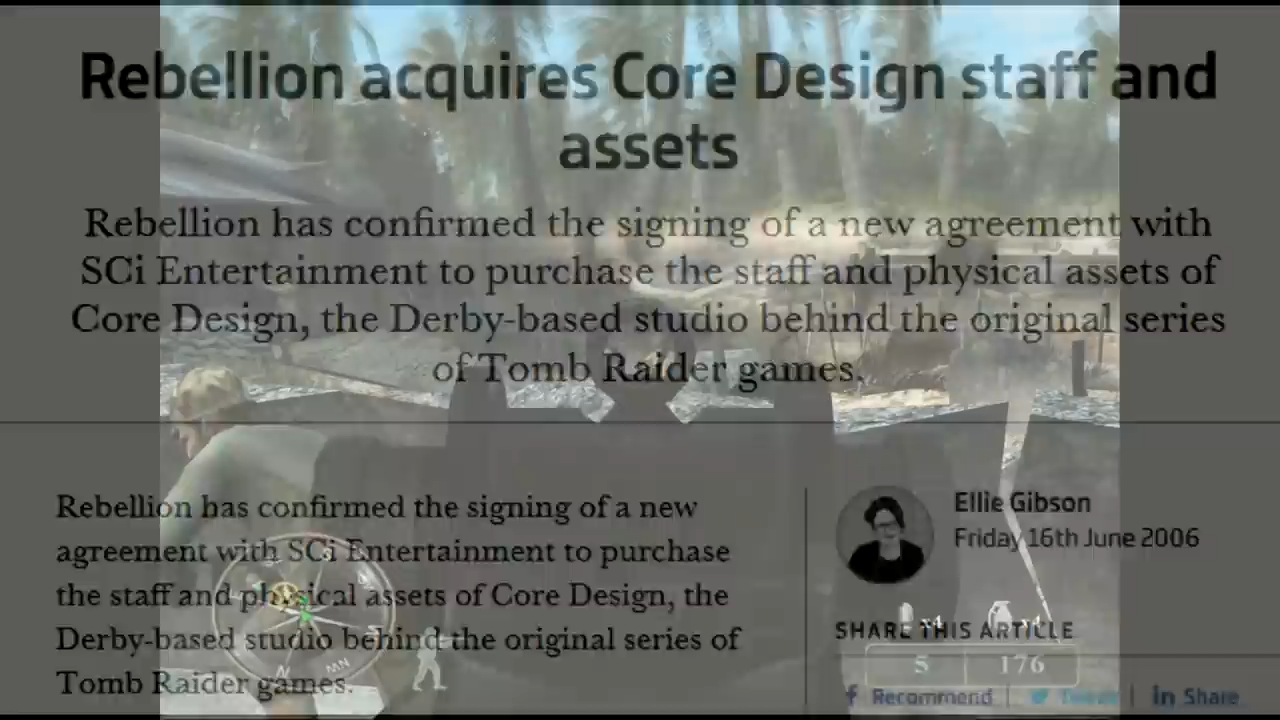 Rebellion acquires Core Design staff and
assets
Rebellion has confirmed the signing of a new agreement with
SCi Entertainment to purchase the staff and physical assets of
Core Design, the Derby-based studio behind the original series
of Tomb Raider games.
Rebellion has confirmed the signing of a new
agreement with SCi Entertainment to purchase
the staff and physical assets of Core Design, the
Derby-based studio behind the original series of
Tomb Raider games.
Ellie Gibson
Friday 16th June 2006
x4 x4
SHARE THIS ARTICLE
5 176
Recommend
in Share